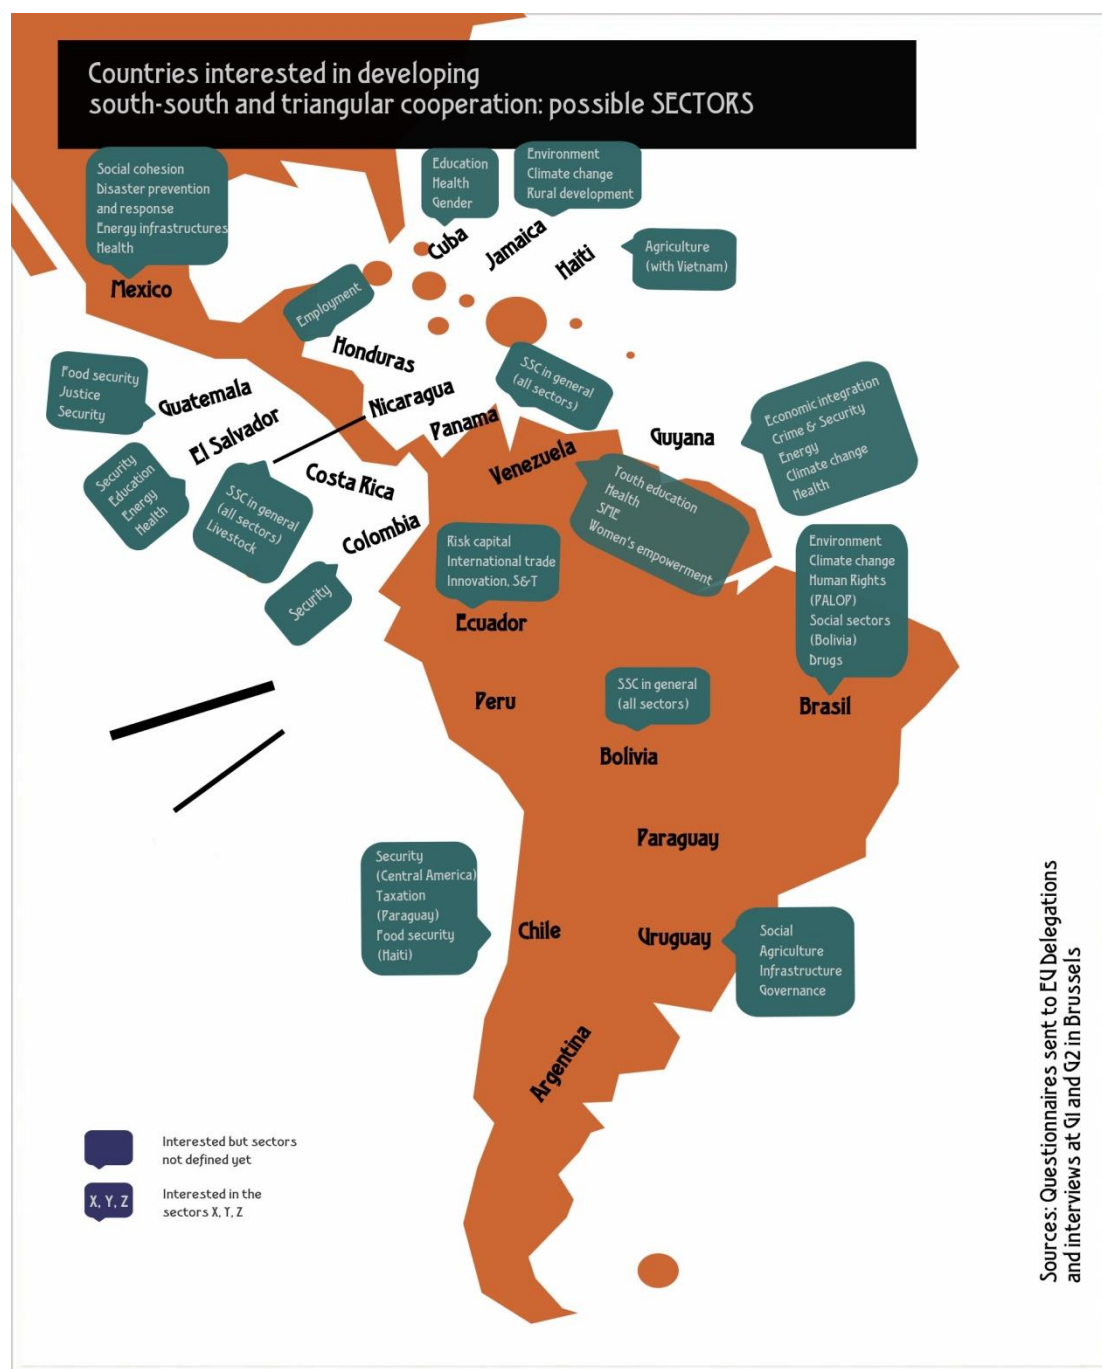 Countries interested in developing
south-south and triangular cooperation: possible SECTORS
Social cohesion
Disaster prevention
and response
Energy infrastructures
Health
Mexico
Education
Health
Gender
Cuba
Environment
Climate change
Rural development
Jamaica
Haiti
Agriculture
(with Vietnam)
Employment
Honduras
Food security
Justice
Security
Guatemala
El Salvador
Security
Education
Energy
Health
Nicaragua
SSC in general
(all sectors)
Livestock
Panama
SSC in general
(all sectors)
Costa Rica
Security
Colombia
Venezuela
Youth education
Health
SME
Women's empowerment
Guyana
Economic integration
Crime & Security
Energy
Climate change
Health
Risk capital
International trade
Innovation, S&T
Ecuador
Environment
Climate change
Human Rights
(PALOP)
Social sectors
(Bolivia)
Drugs
Brasil
Peru
SSC in general
(all sectors)
Bolivia
Paraguay
Security
(Central America)
Taxation
(Paraguay)
Food security
(Haiti)
Chile
Uruguay
Social
Agriculture
Infrastructure
Governance
Argentina
Interested but sectors
not defined yet
X, Y, Z
Interested in the
sectors X, Y, Z
Sources: Questionnaires sent to EU Delegations
and interviews at G1 and G2 in Brussels